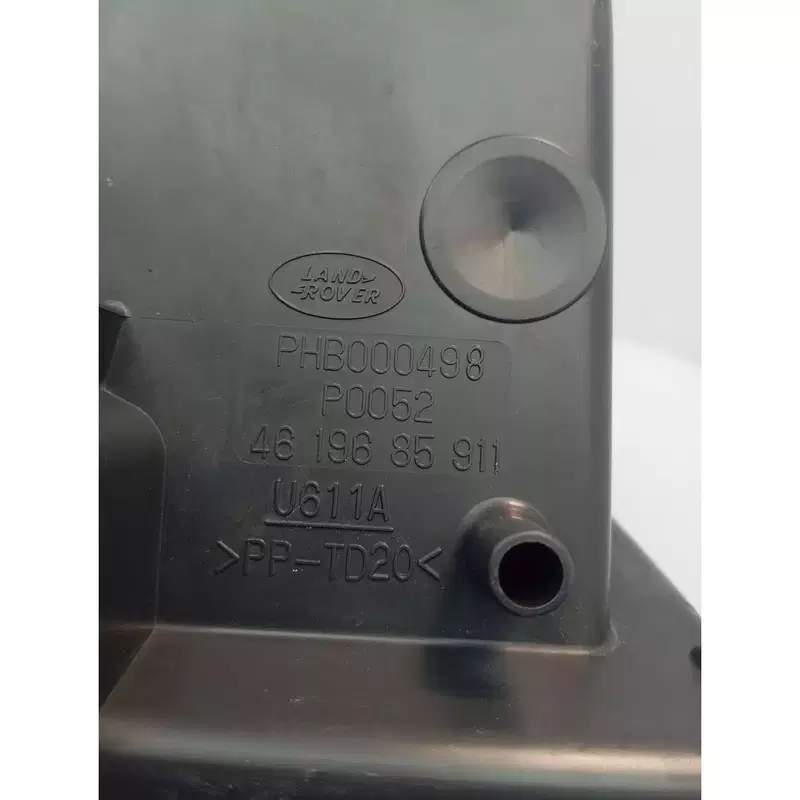 LAND
ROVER
PHB000498
P0052
46 196 85 911
U611A
>PP-TD20<